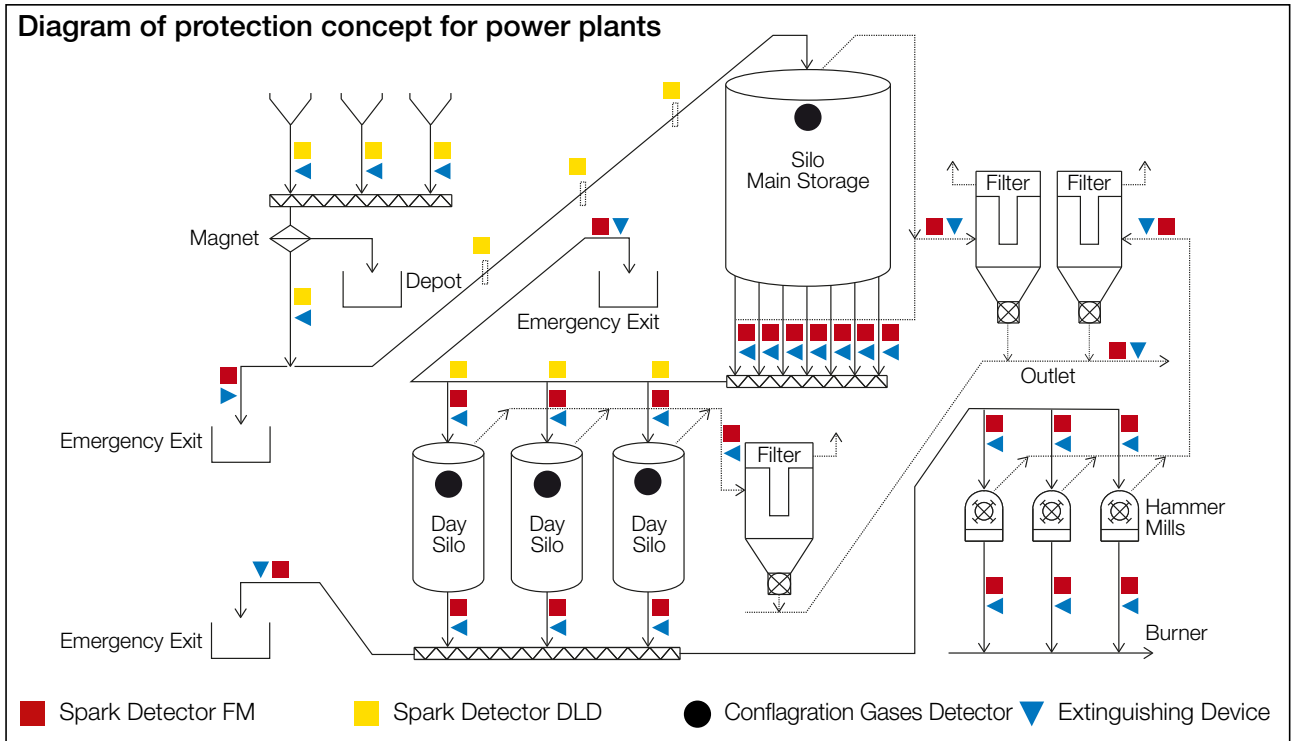 Diagram of protection concept for power plants
Silo
Main Storage
Filter
Filter
Magnet
Depot
Emergency Exit
Outlet
Emergency Exit
Filter
Day
Silo
Day
Silo
Day
Silo
Hammer
Mills
Emergency Exit
Burner
Spark Detector FM
Spark Detector DLD
Conflagration Gases Detector
Extinguishing Device